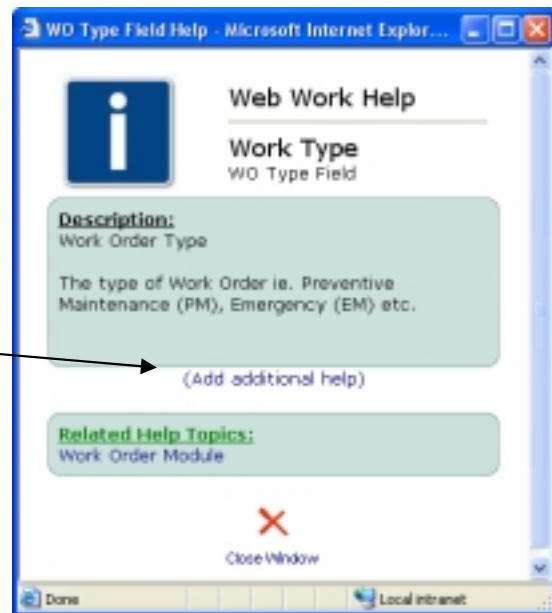 WO Type Field Help - Microsoft Internet Explor...
Web Work Help
Work Type
WO Type Field
Description:
Work Order Type
The type of Work Order ie. Preventive
Maintenance (PM), Emergency (EM) etc.
(Add additional help)
Related Help Topics:
Work Order Module
Close Window
Done
Local intranet